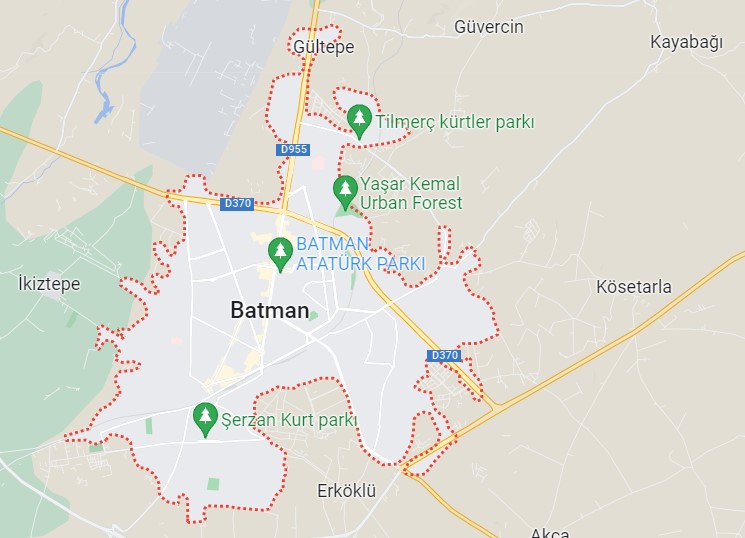 Güvercin
Gültepe
Kayabağı
Tilmerç kürtler parkı
D955
Yaşar Kemal
Urban Forest
D370
BATMAN
ATATÜRK PARKI
İkiztepe
Kösetarla
Batman
D370
Şerzan Kurt parkı
Erköklü
Akça